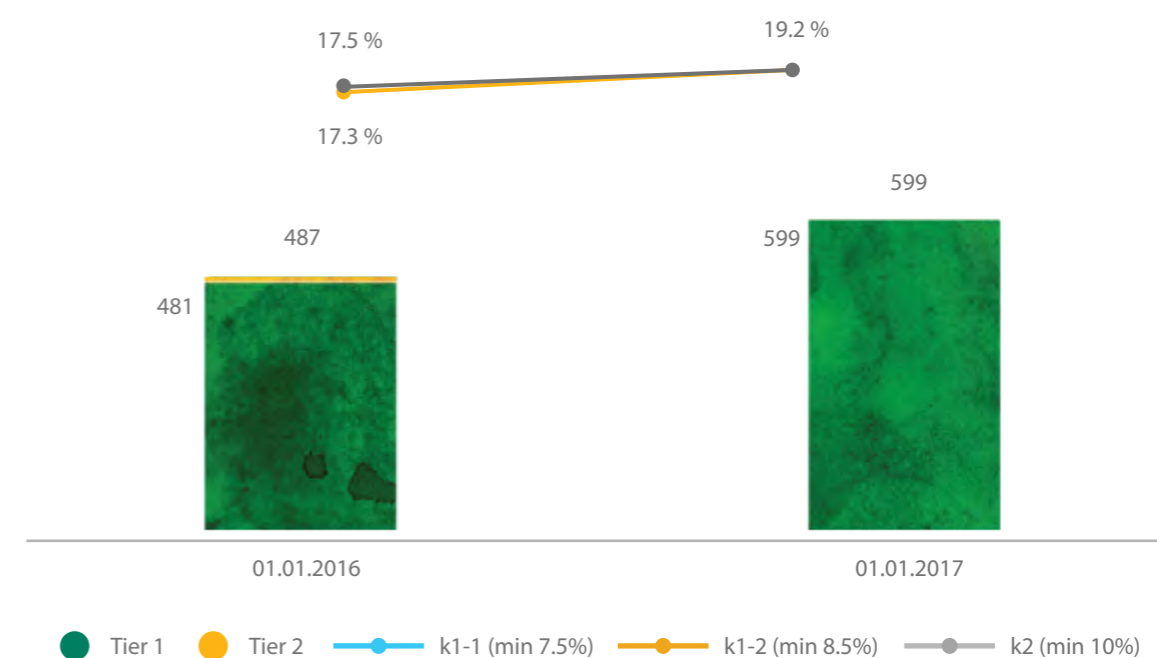 17.5 %
19.2 %
17.3 %
599
487
599
481
01.01.2016
01.01.2017
Tier 1
Tier 2
k1-1 (min 7.5%)
k1-2 (min 8.5%)
k2 (min 10%)